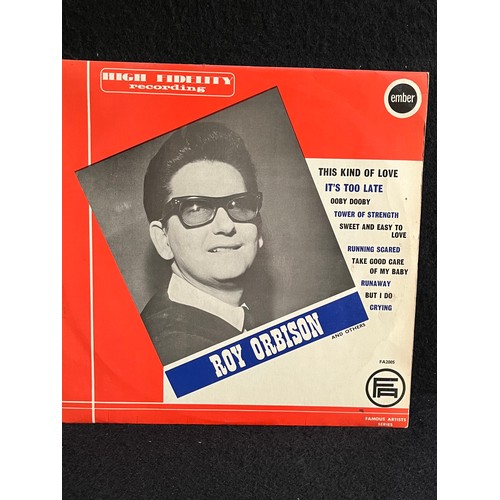 HIGH FIDELITY
recording
ember
THIS KIND OF LOVE
IT'S TOO LATE
OOBY DOOBY
TOWER OF STRENGTH
SWEET AND EASY TO
LOVE
RUNNING SCARED
TAKE GOOD CARE
OF MY BABY
RUNAWAY
BUT I DO
CRYING
ROY ORBISON
AND OTHERS
FA2005
FA
FAMOUS ARTISTS
SERIES